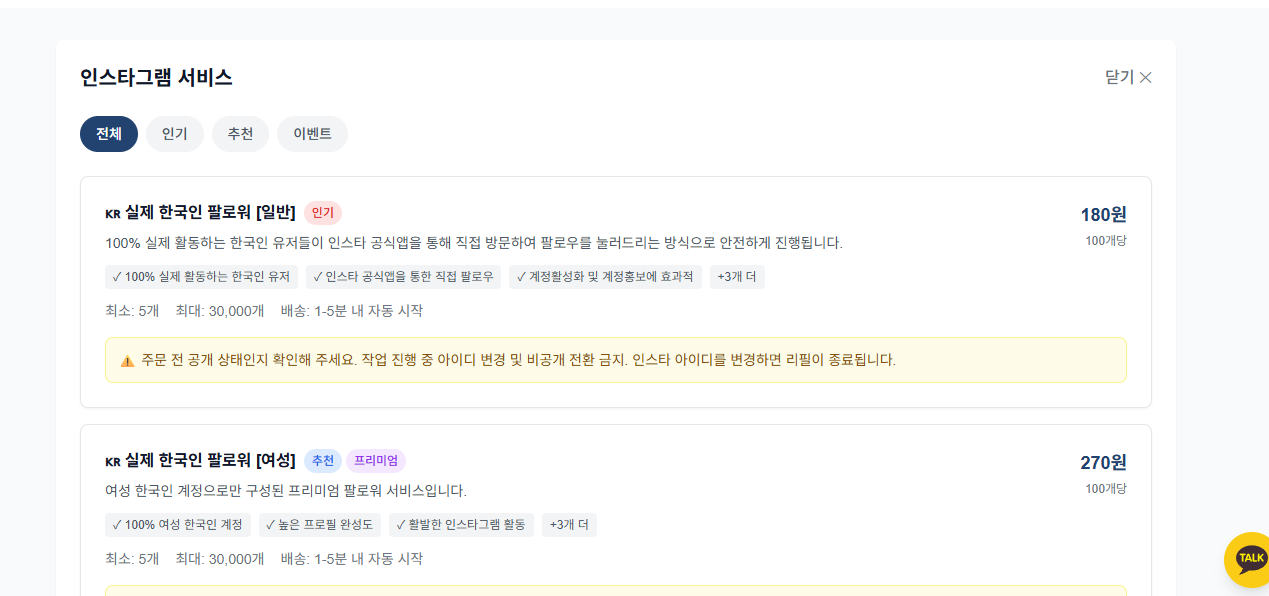 인스타그램 서비스
닫기 ×
전체 인기 추천 이벤트
KR 실제 한국인 팔로워 [일반] 인기
180원
100% 실제 활동하는 한국인 유저들이 인스타 공식앱을 통해 직접 방문하여 팔로우를 눌러드리는 방식으로 안전하게 진행됩니다.
100개당
✓ 100% 실제 활동하는 한국인 유저 ✓ 인스타 공식앱을 통한 직접 팔로우 ✓ 계정활성화 및 계정홍보에 효과적 +3개 더
최소: 5개 최대: 30,000개 배송: 1-5분 내 자동 시작
⚠ 주문 전 공개 상태인지 확인해 주세요. 작업 진행 중 아이디 변경 및 비공개 전환 금지. 인스타 아이디를 변경하면 리필이 종료됩니다.
KR 실제 한국인 팔로워 [여성] 추천 프리미엄
270원
여성 한국인 계정으로만 구성된 프리미엄 팔로워 서비스입니다.
100개당
✓ 100% 여성 한국인 계정 ✓ 높은 프로필 완성도 ✓ 활발한 인스타그램 활동 +3개 더
최소: 5개 최대: 30,000개 배송: 1-5분 내 자동 시작
TALK